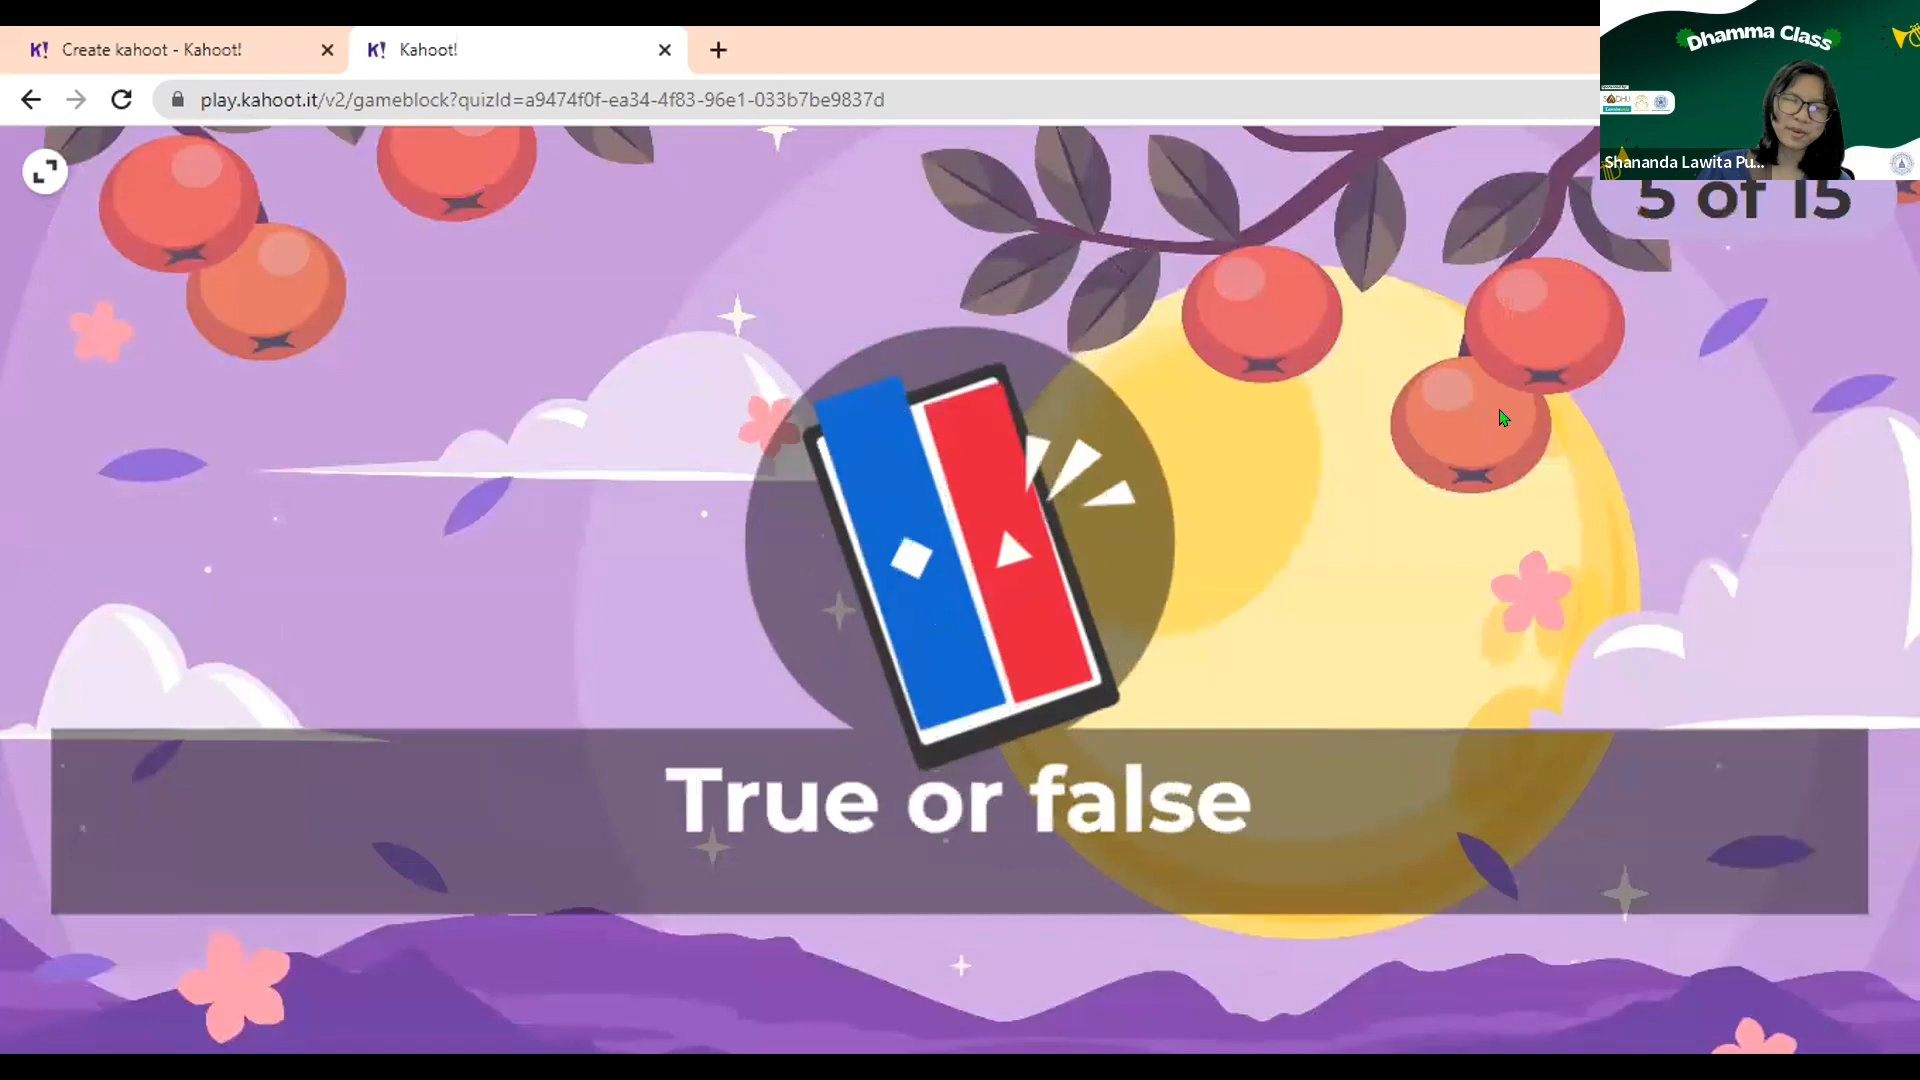 K! Create kahoot - Kahoot!
K! Kahoot!
play.kahoot.it/v2/gameblock?quizId=a9474f0f-ea34-4f83-96e1-033b7be9837d
Dhamma Class
SADHU
Shananda Lawita Pu...
5 of 15
True or false